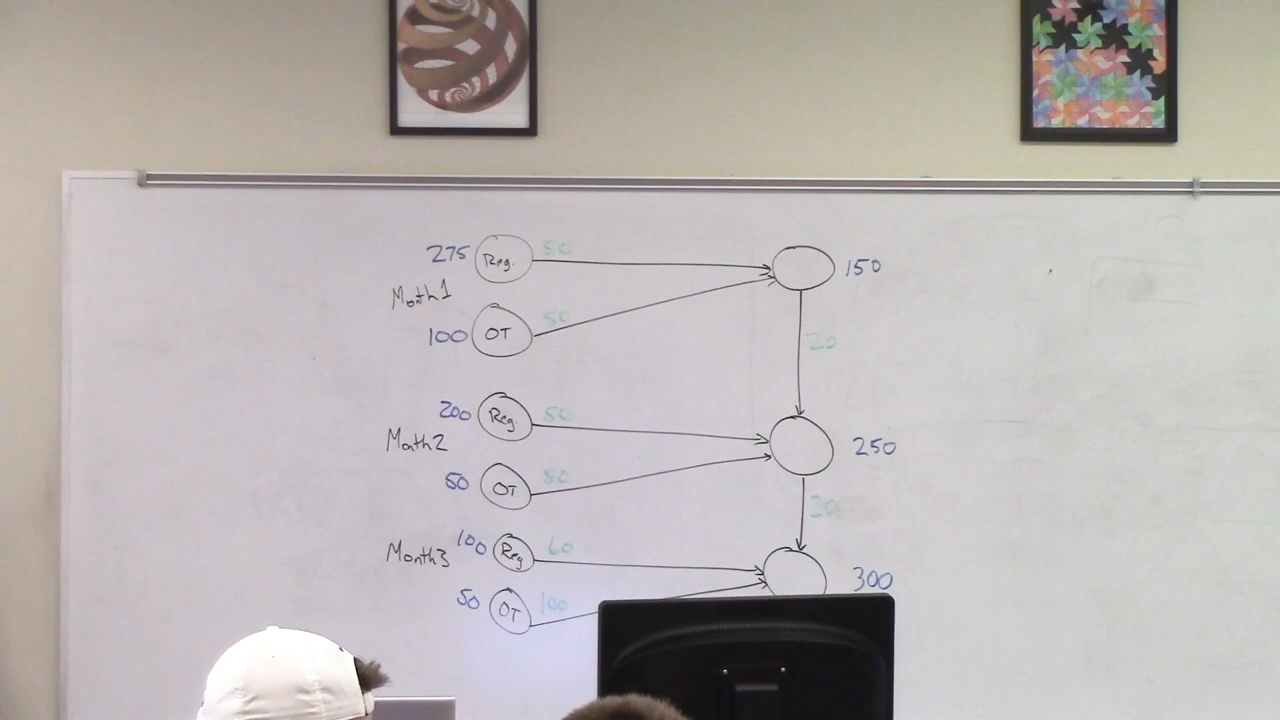 275 Reg. 50 150
Month1
100 OT
20
200 Reg. 50
Month2 250
50 OT 80
20
Month3 100 Reg 60 300
50 OT 100